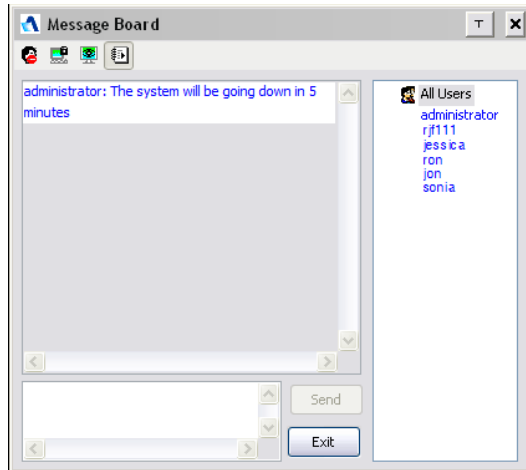 Message Board
T
administrator: The system will be going down in 5
minutes
All Users
administrator
rjf111
jessica
ron
jon
sonia
Send
Exit